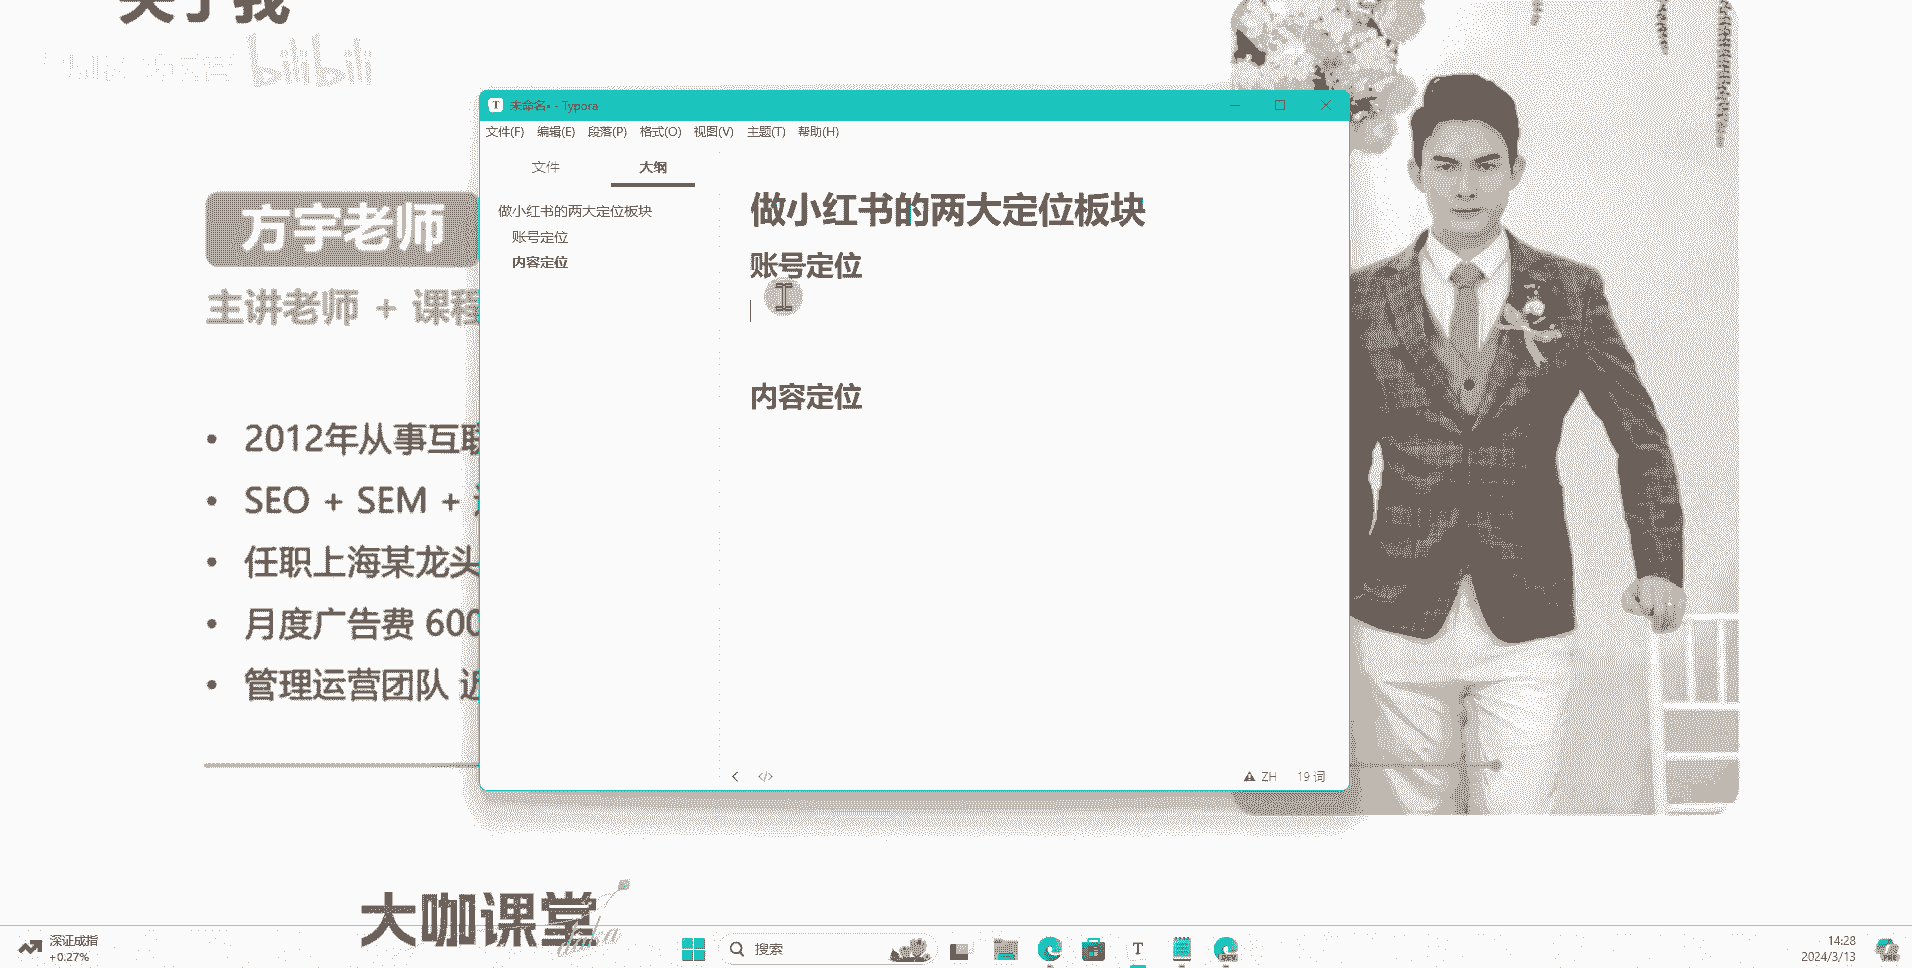 关于我
bilibili
未命名• - Typora
文件(F) 编辑(E) 段落(P) 格式(O) 视图(V) 主题(T) 帮助(H)
文件 大纲
做小红书的两大定位板块
账号定位
内容定位
做小红书的两大定位板块
账号定位
内容定位
ZH 19 词
方宇老师
主讲老师 + 课程
2012年从事互联
SEO + SEM +
任职上海某龙头
月度广告费 600
管理运营团队 近
大咖课堂
daka
深证成指
+0.27%
搜索
DEV
14:28
2024/3/13
PRE